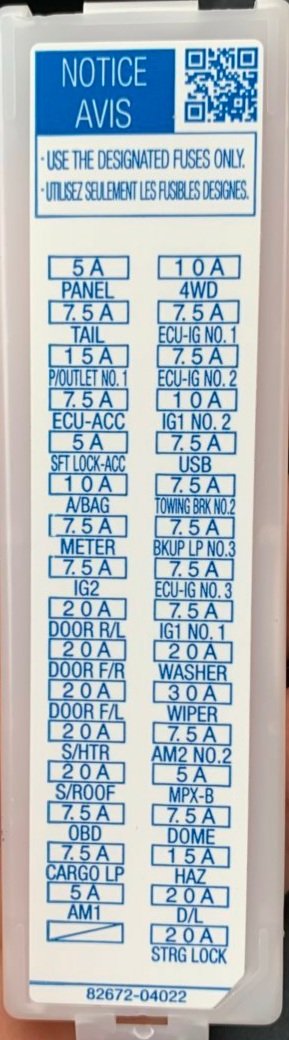 NOTICE
AVIS
· USE THE DESIGNATED FUSES ONLY.
· UTILISEZ SEULEMENT LES FUSIBLES DESIGNES.
5A
PANEL
7.5A
TAIL
15A
P/OUTLET NO. 1
7.5A
ECU-ACC
5A
SFT LOCK-ACC
10A
A/BAG
7.5A
METER
7.5A
IG2
20A
DOOR R/L
20A
DOOR F/R
20A
DOOR F/L
20A
S/HTR
20A
S/ROOF
7.5A
OBD
7.5A
CARGO LP
5A
AM1
10A
4WD
7.5A
ECU-IG NO. 1
7.5A
ECU-IG NO. 2
10A
IG1 NO. 2
7.5A
USB
7.5A
TOWING BRK NO.2
7.5A
BKUP LP NO.3
7.5A
ECU-IG NO. 3
7.5A
IG1 NO. 1
20A
WASHER
30A
WIPER
7.5A
AM2 NO.2
5A
MPX-B
7.5A
DOME
15A
HAZ
20A
D/L
20A
STRG LOCK
82672-04022